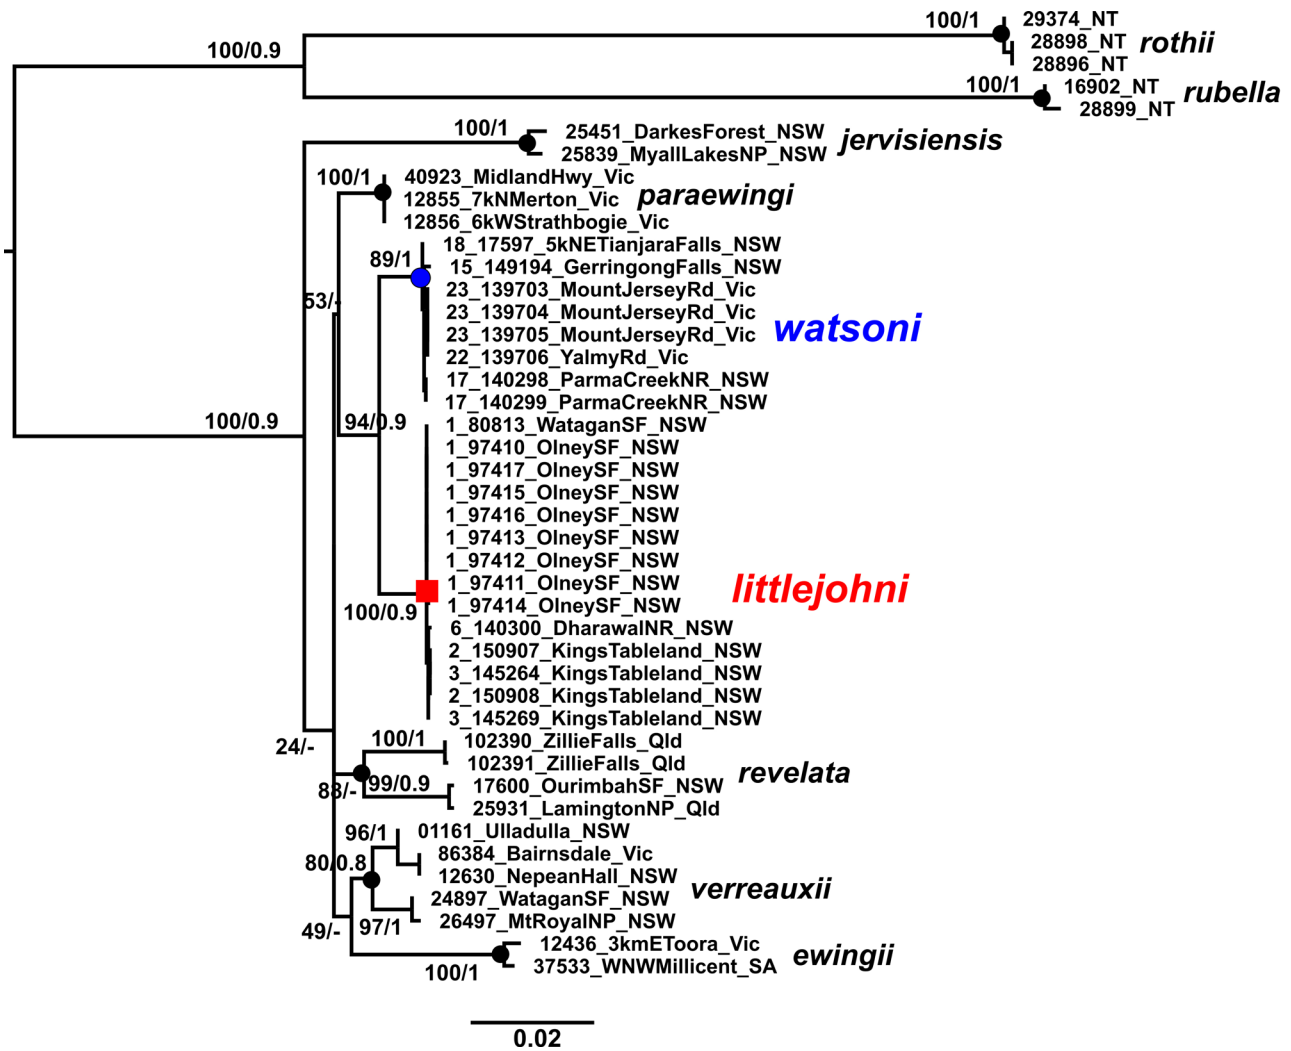 100/1
29374_NT
28898_NT
28896_NT
rothii
100/0.9
100/1
16902_NT
28899_NT
rubella
100/1
25451_DarkesForest_NSW
25839_MyallLakesNP_NSW
jervisiensis
100/1
40923_MidlandHwy_Vic
12855_7kNMerton_Vic
12856_6kWStrathbogie_Vic
paraewingi
53/-
89/1
18_17597_5kNETianjaraFalls_NSW
15_149194_GerringongFalls_NSW
23_139703_MountJerseyRd_Vic
23_139704_MountJerseyRd_Vic
23_139705_MountJerseyRd_Vic
22_139706_YalmyRd_Vic
17_140298_ParmaCreekNR_NSW
17_140299_ParmaCreekNR_NSW
watsoni
100/0.9
94/0.9
1_80813_WataganSF_NSW
1_97410_OlneySF_NSW
1_97417_OlneySF_NSW
1_97415_OlneySF_NSW
1_97416_OlneySF_NSW
1_97413_OlneySF_NSW
1_97412_OlneySF_NSW
1_97411_OlneySF_NSW
1_97414_OlneySF_NSW
6_140300_DharawalNR_NSW
2_150907_KingsTableland_NSW
3_145264_KingsTableland_NSW
2_150908_KingsTableland_NSW
3_145269_KingsTableland_NSW
littlejohni
100/0.9
24/-
100/1
102390_ZillieFalls_Qld
102391_ZillieFalls_Qld
88/-
99/0.9
17600_OurimbahSF_NSW
25931_LamingtonNP_Qld
revelata
96/1
01161_Ulladulla_NSW
86384_Bairnsdale_Vic
12630_NepeanHall_NSW
80/0.8
24897_WataganSF_NSW
26497_MtRoyalNP_NSW
verreauxii
97/1
49/-
12436_3kmEToora_Vic
37533_WNWMillicent_SA
ewingii
100/1
0.02